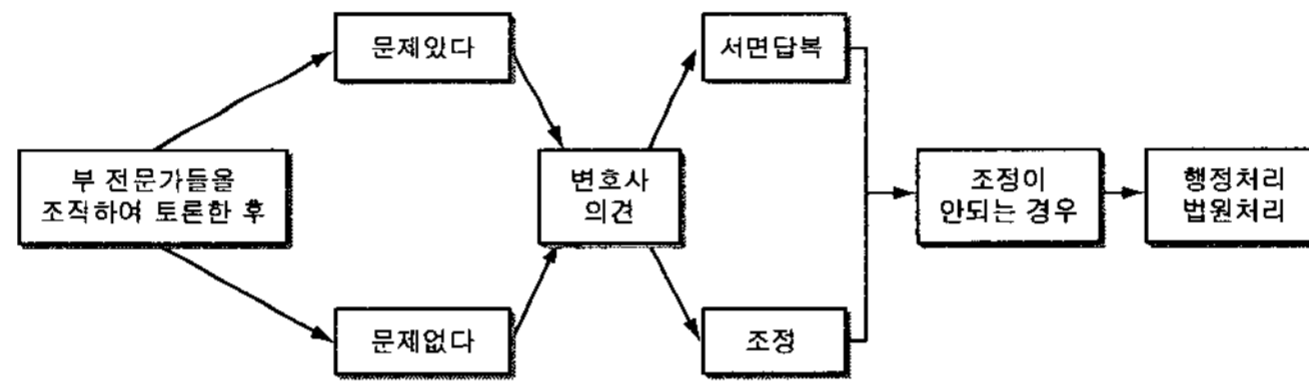 문제있다
서면답복
부 전문가들을
조직하여 토론한 후
변호사
의견
조정이
안되는 경우
행정처리
법원처리
문제없다
조정